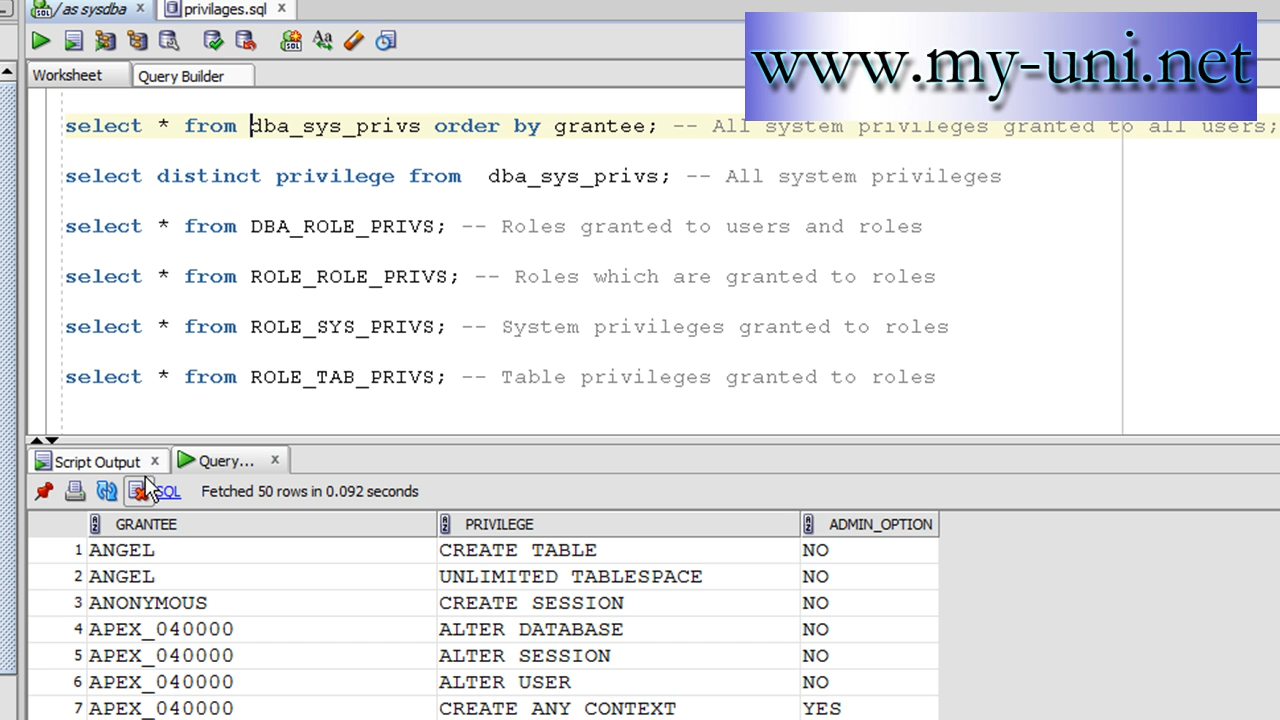 / as sysdba x privilages.sql x
www.my-uni.net
Worksheet Query Builder
select * from dba_sys_privs order by grantee; -- All system privileges granted to all users;
select distinct privilege from dba_sys_privs; -- All system privileges
select * from DBA_ROLE_PRIVS; -- Roles granted to users and roles
select * from ROLE_ROLE_PRIVS; -- Roles which are granted to roles
select * from ROLE_SYS_PRIVS; -- System privileges granted to roles
select * from ROLE_TAB_PRIVS; -- Table privileges granted to roles
Script Output x Query... x
SQL Fetched 50 rows in 0.092 seconds
GRANTEE PRIVILEGE ADMIN_OPTION
1 ANGEL CREATE TABLE NO
2 ANGEL UNLIMITED TABLESPACE NO
3 ANONYMOUS CREATE SESSION NO
4 APEX_040000 ALTER DATABASE NO
5 APEX_040000 ALTER SESSION NO
6 APEX_040000 ALTER USER NO
7 APEX_040000 CREATE ANY CONTEXT YES